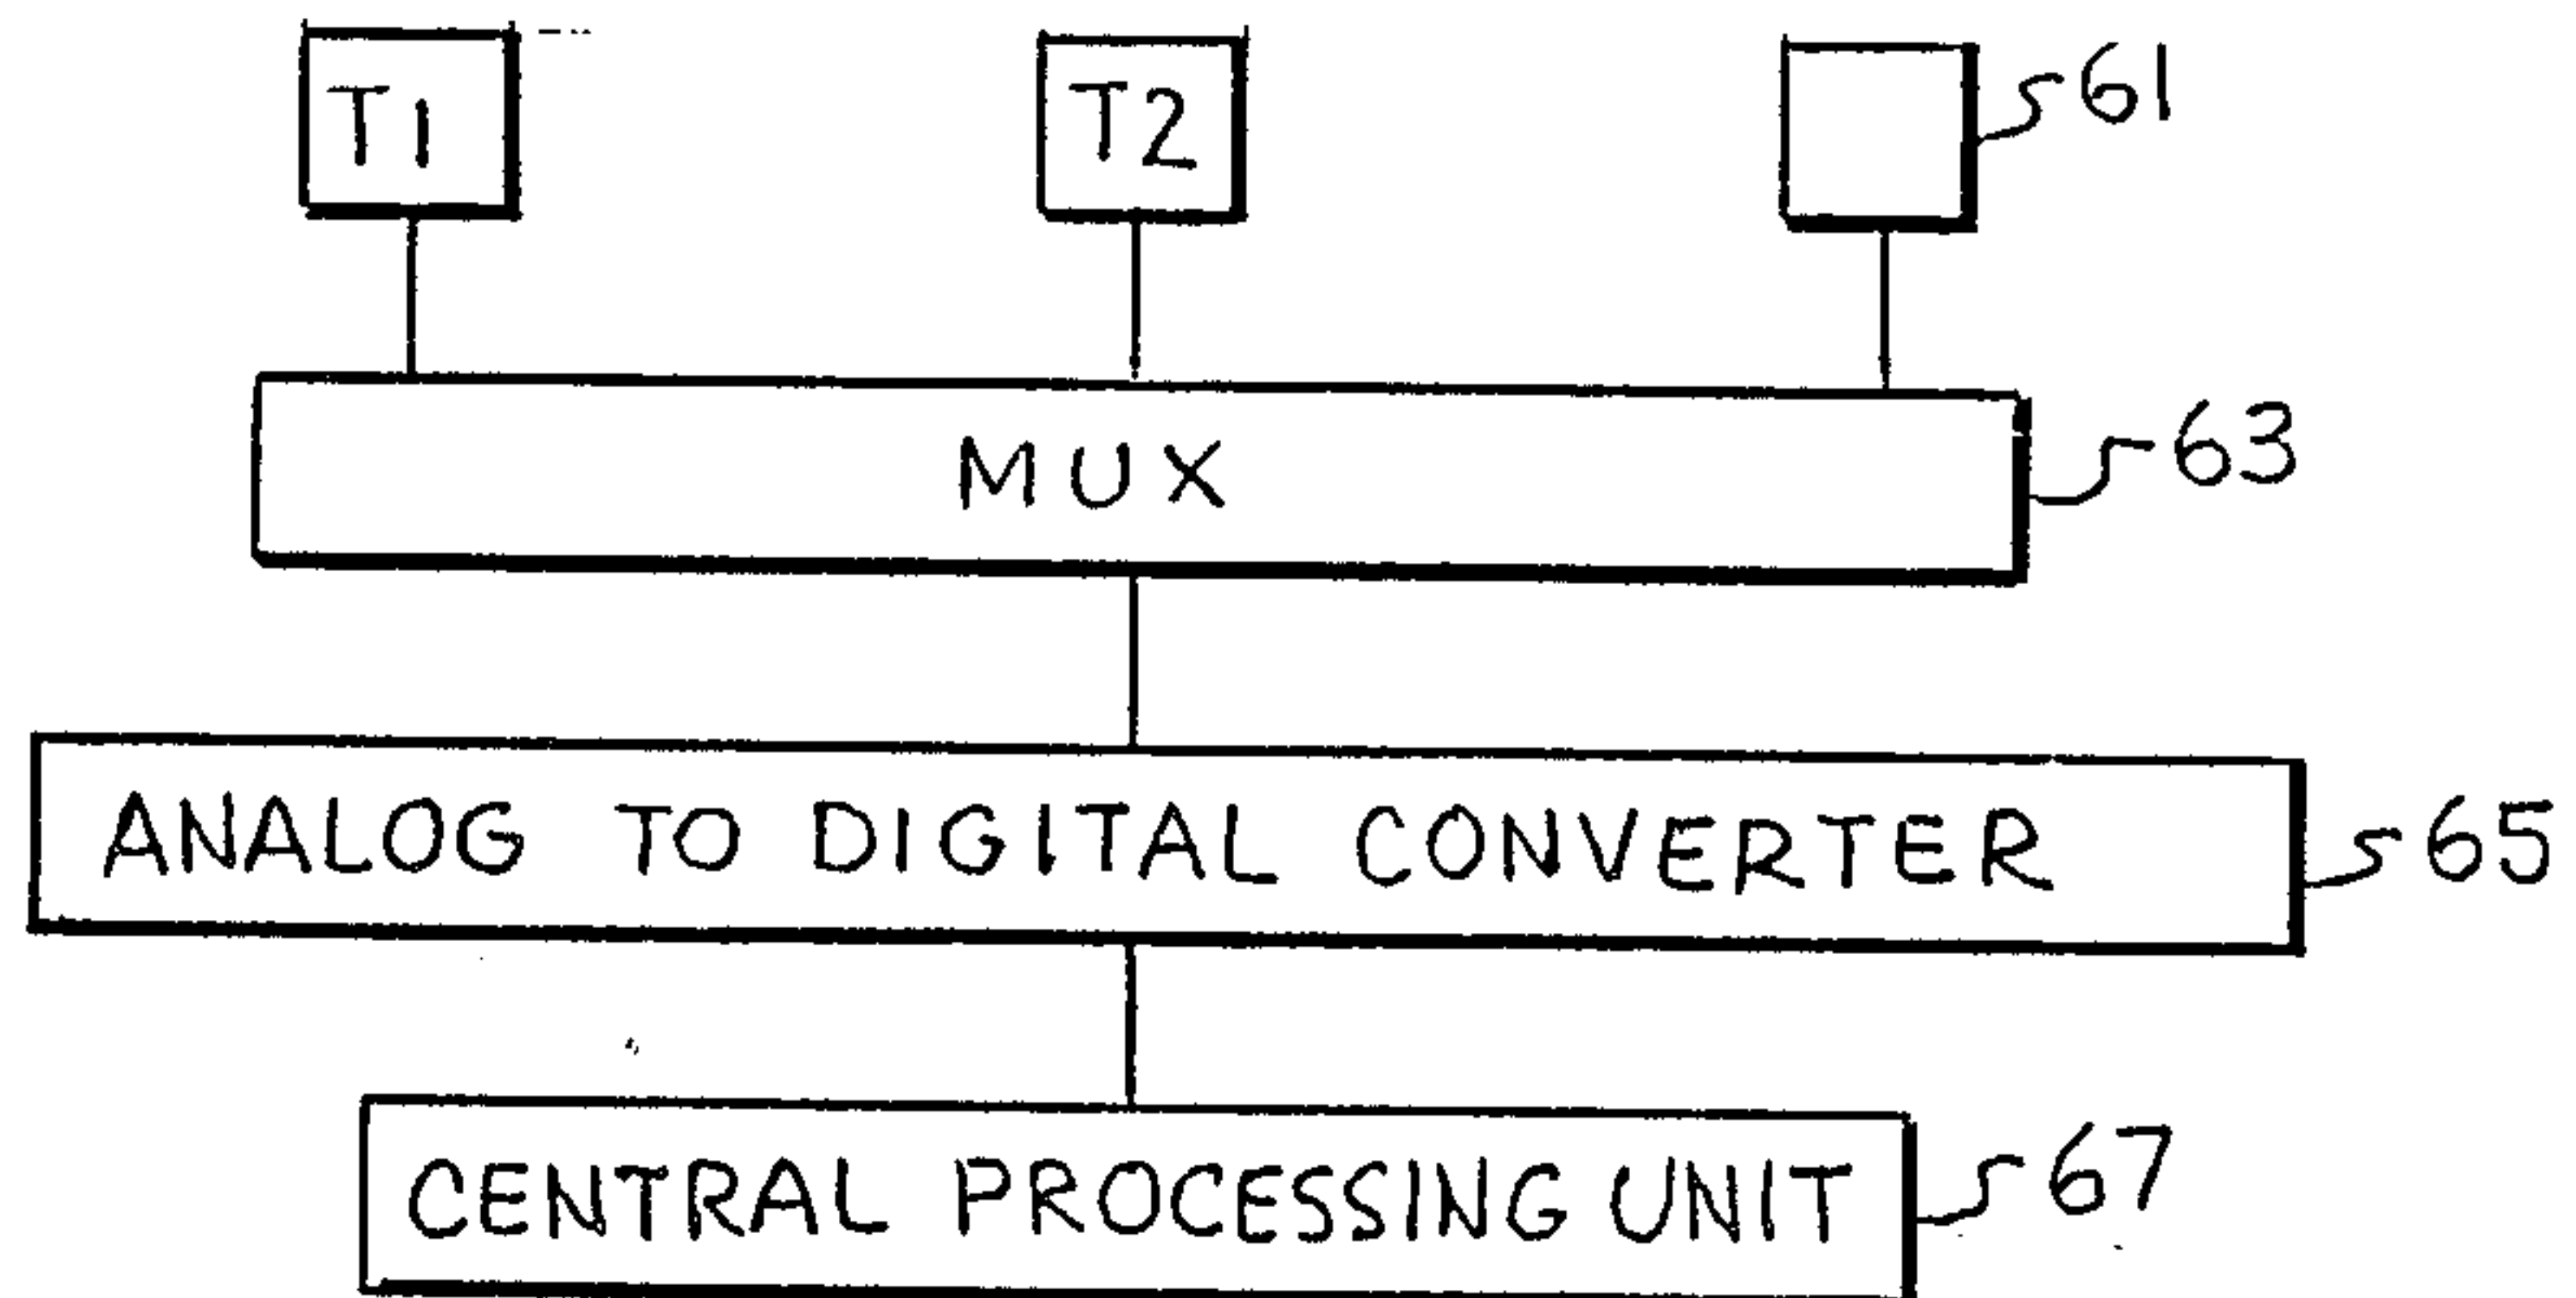 T1
T2
61
MUX
63
ANALOG TO DIGITAL CONVERTER
65
CENTRAL PROCESSING UNIT
67